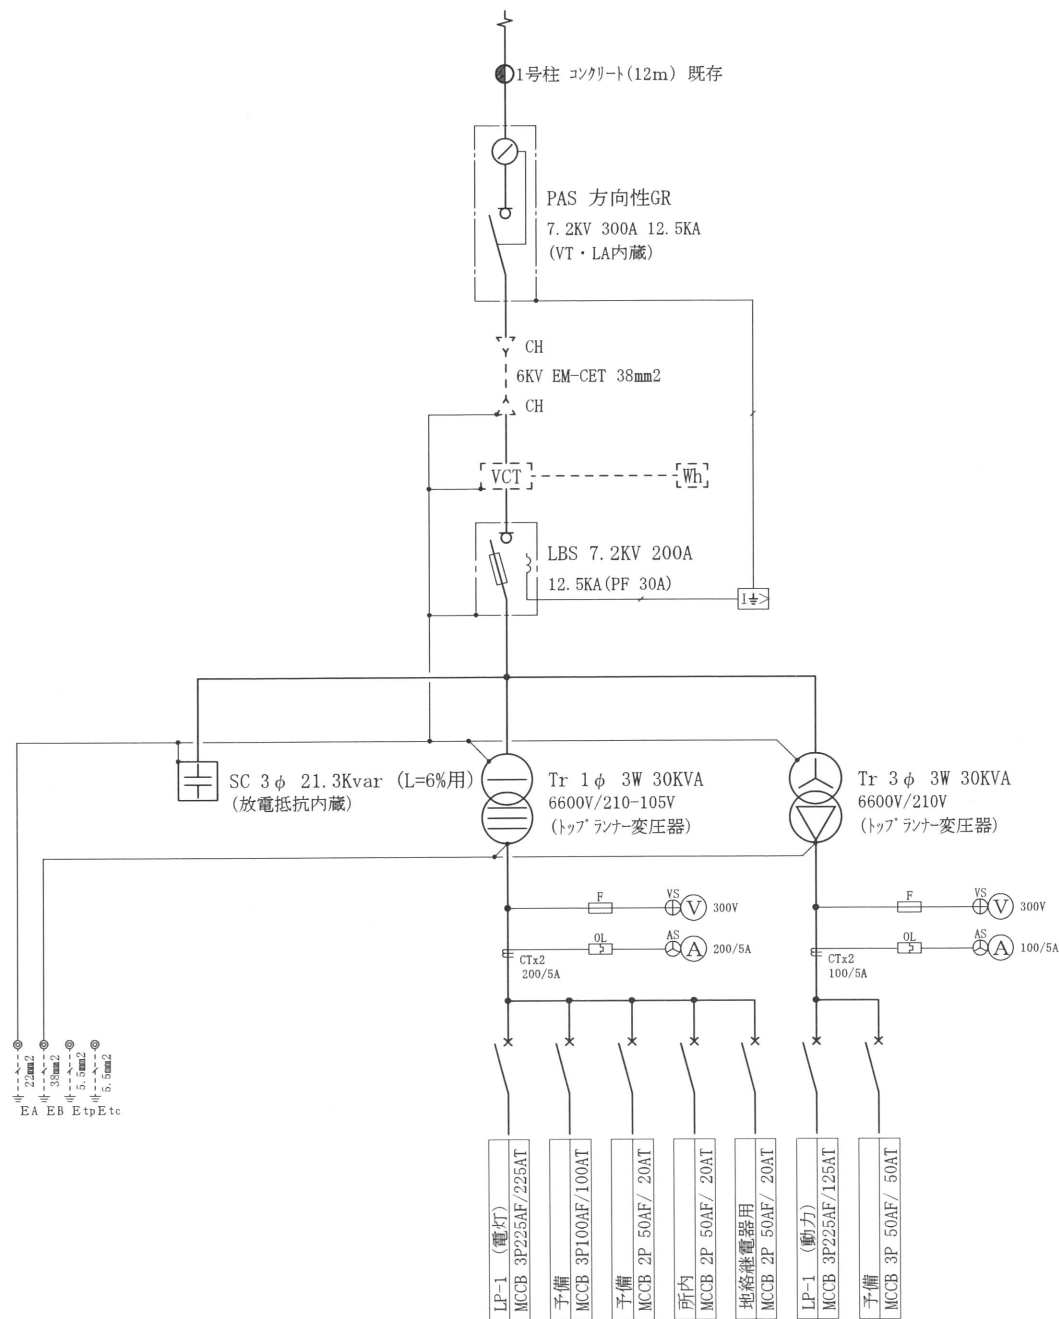 1号柱 コンクリート(12m) 既存
PAS 方向性GR
7.2KV 300A 12.5KA
(VT・LA内蔵)
CH
6KV EM-CET 38mm2
CH
VCT
Wh
LBS 7.2KV 200A
12.5KA(PF 30A)
I
SC 3φ 21.3Kvar (L=6%用)
(放電抵抗内蔵)
Tr 1φ 3W 30KVA
6600V/210-105V
(トップランナー変圧器)
Tr 3φ 3W 30KVA
6600V/210V
(トップランナー変圧器)
F
VS
V
300V
OL
AS
A
200/5A
CTx2
200/5A
F
VS
V
300V
OL
AS
A
100/5A
CTx2
100/5A
22mm2
38mm2
5.5mm2
5.5mm2
EA EB Etp Etc
LP-1 (電灯)
MCCB 3P225AF/225AT
予備
MCCB 3P100AF/100AT
予備
MCCB 2P 50AF/ 20AT
所内
MCCB 2P 50AF/ 20AT
地絡継電器用
MCCB 2P 50AF/ 20AT
LP-1 (動力)
MCCB 3P225AF/125AT
予備
MCCB 3P 50AF/ 50AT